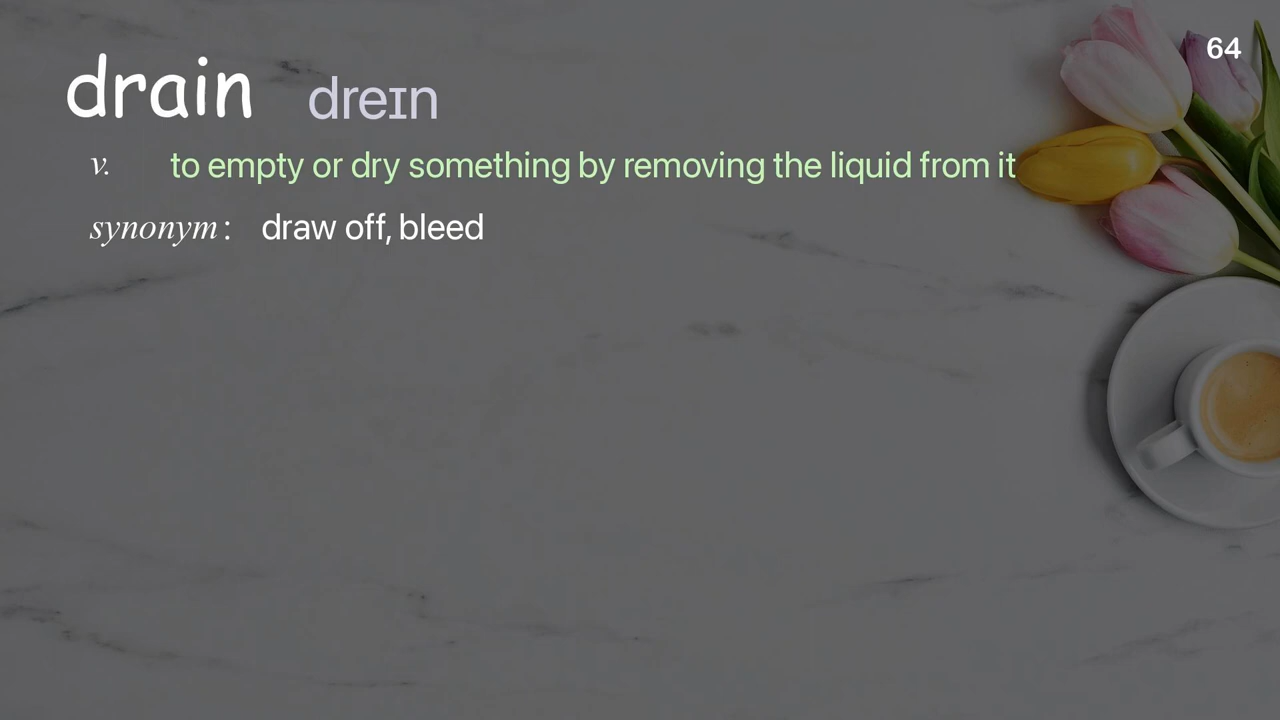 64
drain dreɪn
v. to empty or dry something by removing the liquid from it
synonym : draw off, bleed